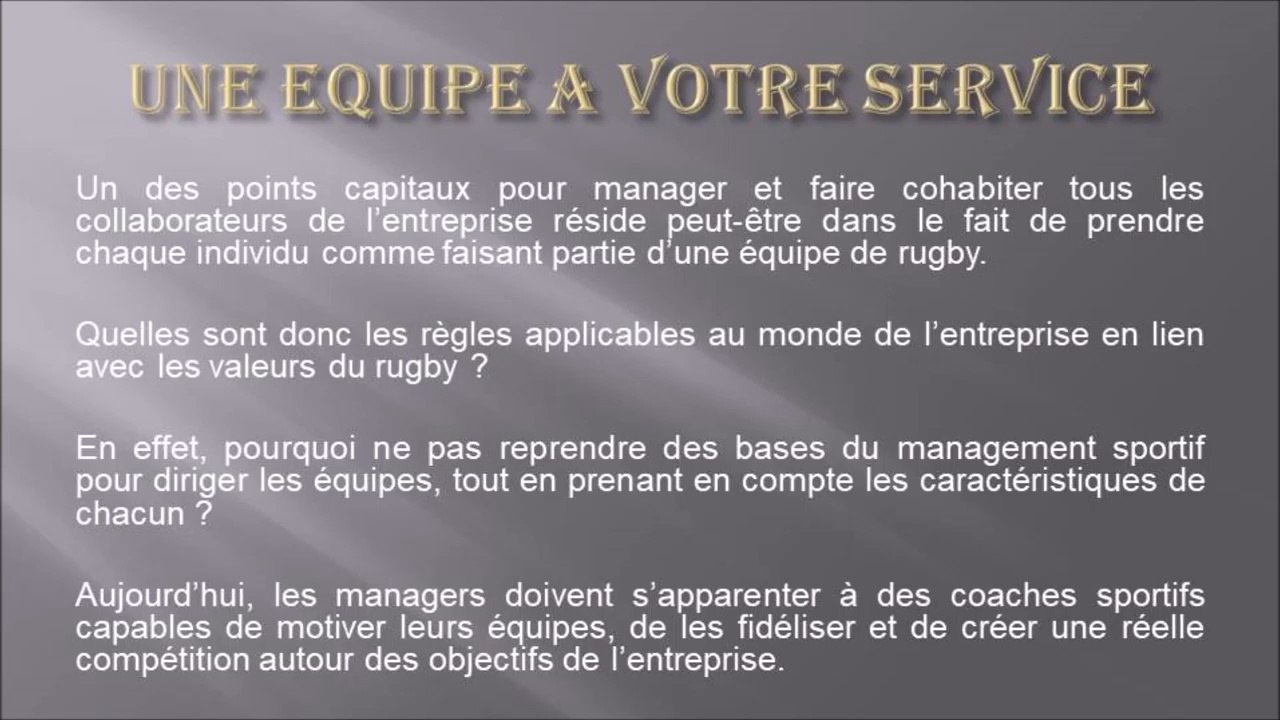 UNE EQUIPE A VOTRE SERVICE
Un des points capitaux pour manager et faire cohabiter tous les
collaborateurs de l’entreprise réside peut-être dans le fait de prendre
chaque individu comme faisant partie d’une équipe de rugby.
Quelles sont donc les règles applicables au monde de l’entreprise en lien
avec les valeurs du rugby ?
En effet, pourquoi ne pas reprendre des bases du management sportif
pour diriger les équipes, tout en prenant en compte les caractéristiques de
chacun ?
Aujourd’hui, les managers doivent s’apparenter à des coaches sportifs
capables de motiver leurs équipes, de les fidéliser et de créer une réelle
compétition autour des objectifs de l’entreprise.